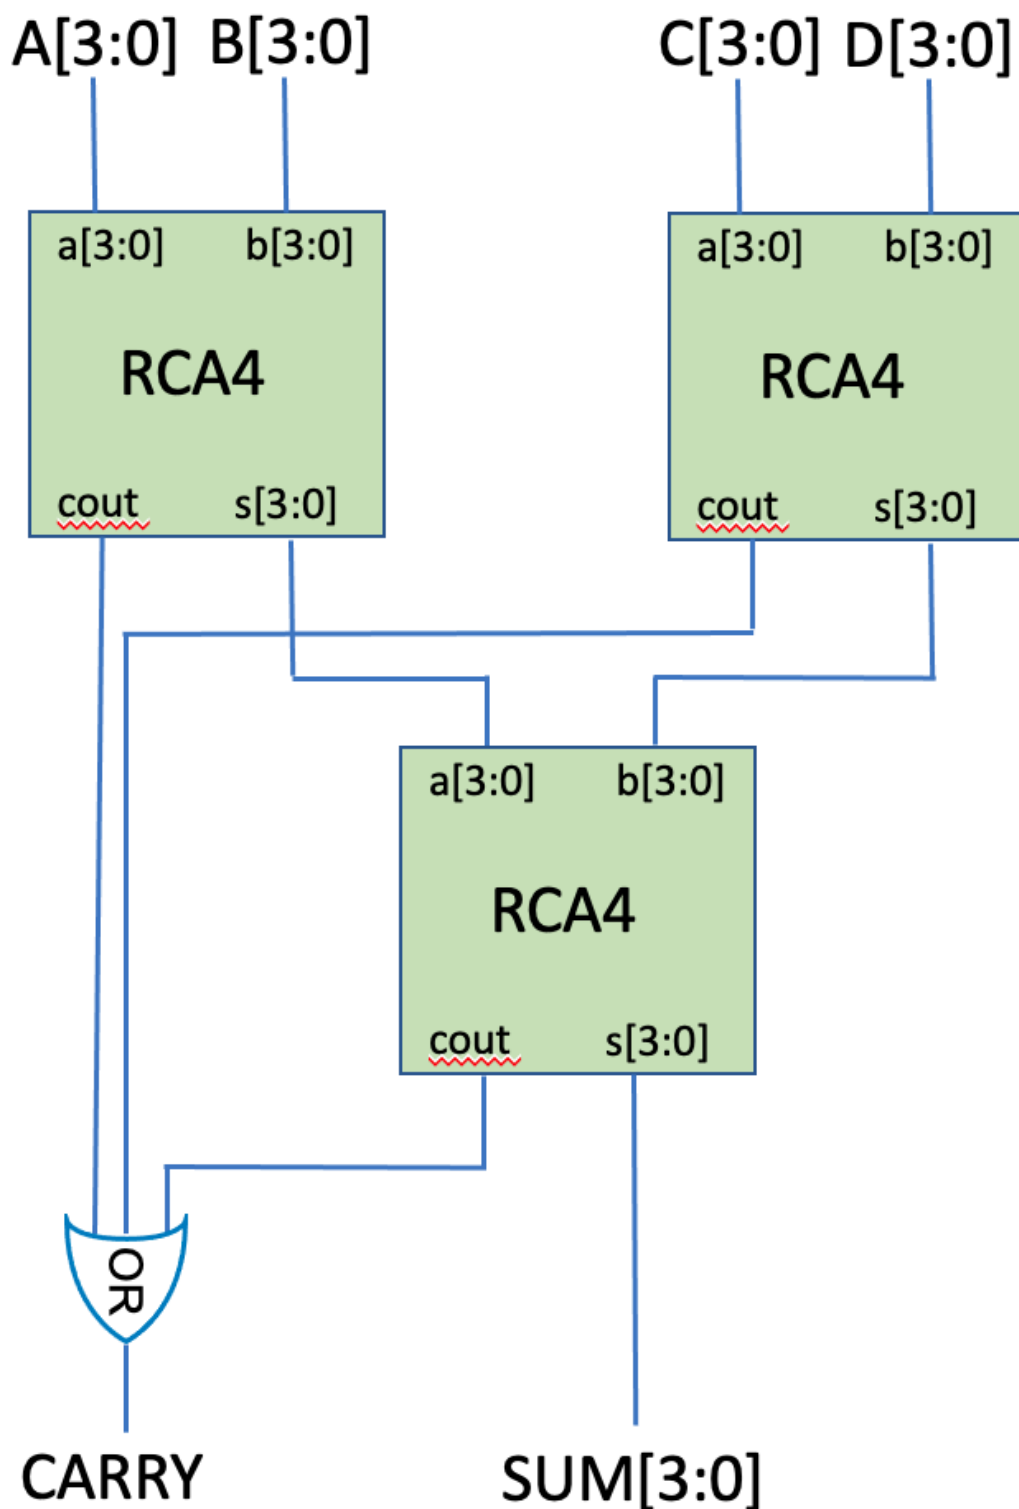 A[3:0] B[3:0] C[3:0] D[3:0]
a[3:0] b[3:0] a[3:0] b[3:0]
RCA4 RCA4
cout s[3:0] cout s[3:0]
a[3:0] b[3:0]
RCA4
cout s[3:0]
OR
CARRY SUM[3:0]